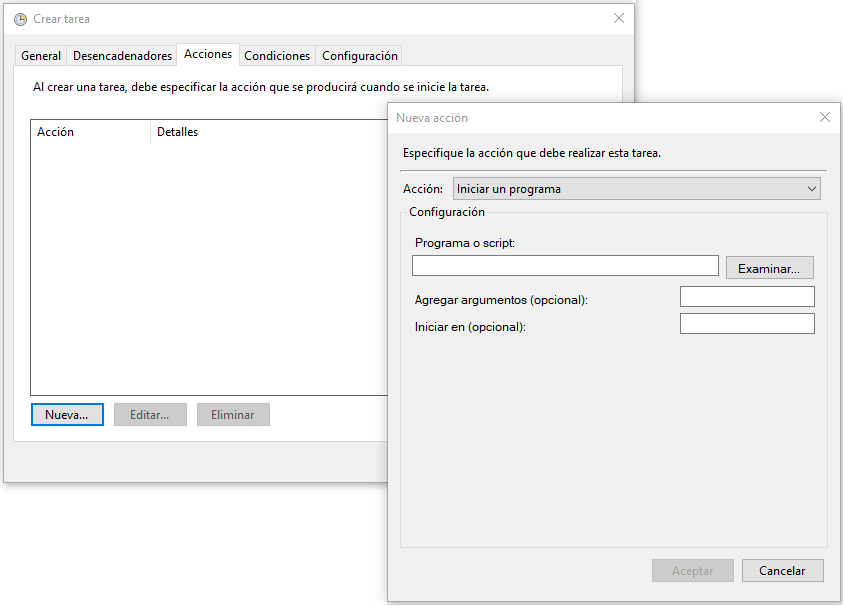 Crear tarea
General
Desencadenadores
Acciones
Condiciones
Configuración
Al crear una tarea, debe especificar la acción que se producirá cuando se inicie la tarea.
Acción
Detalles
Nueva...
Editar...
Eliminar
Nueva acción
Especifique la acción que debe realizar esta tarea.
Acción:
Iniciar un programa
Configuración
Programa o script:
Examinar...
Agregar argumentos (opcional):
Iniciar en (opcional):
Aceptar
Cancelar